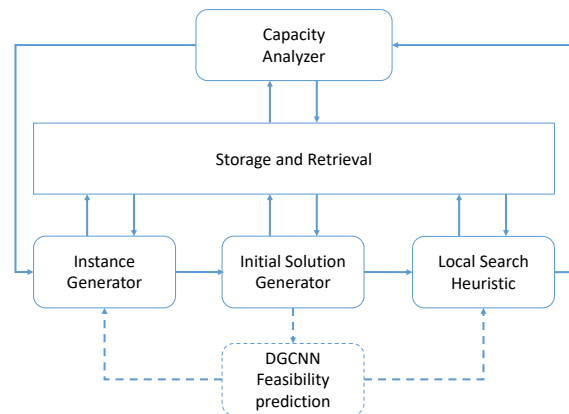 Capacity
Analyzer
Storage and Retrieval
Instance
Generator
Initial Solution
Generator
Local Search
Heuristic
DGCNN
Feasibility
prediction